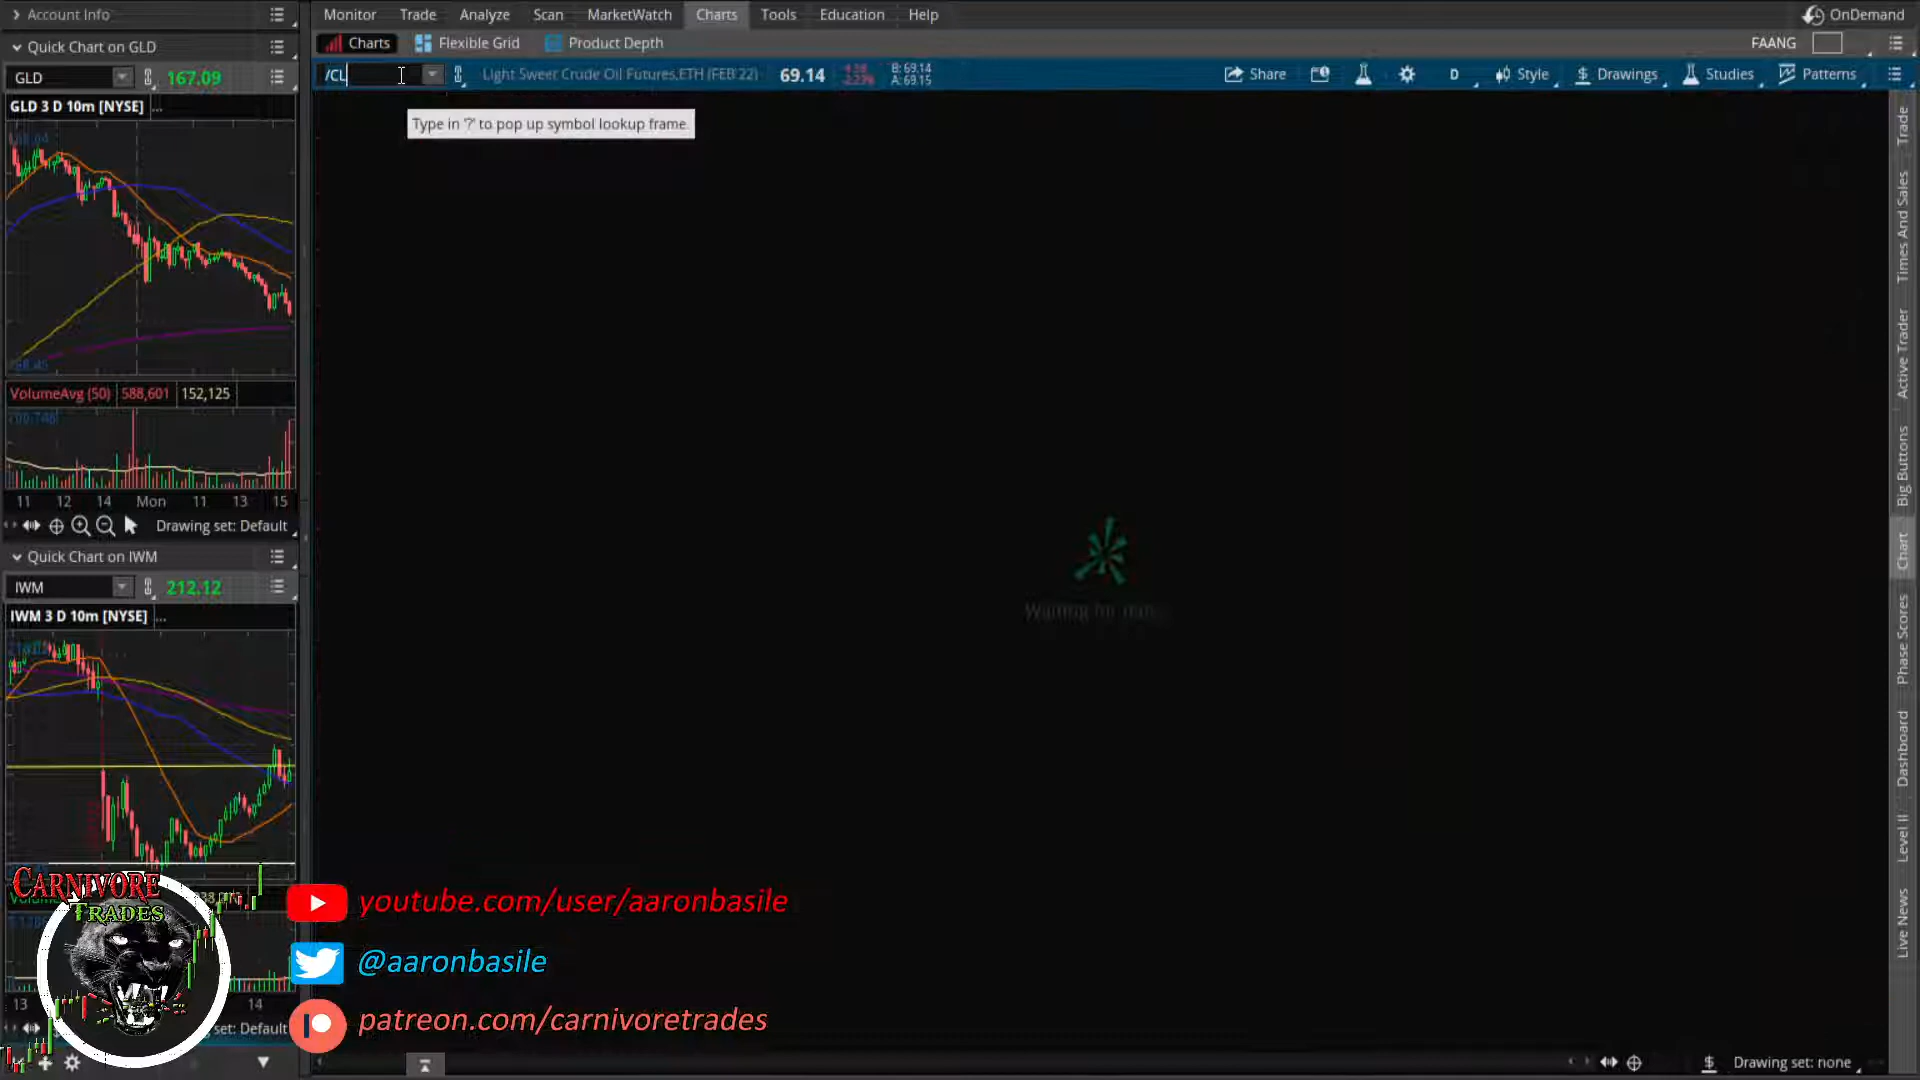 Account Info
Monitor Trade Analyze Scan MarketWatch Charts Tools Education Help
OnDemand
Quick Chart on GLD
Charts Flexible Grid Product Depth
FAANG
GLD 167.09
/CL Light Sweet Crude Oil Futures,ETH (FEB 22) 69.14 B: 69.14
A: 69.15
Share D Style Drawings Studies Patterns
GLD 3 D 10m [NYSE] ...
Type in '?' to pop up symbol lookup frame.
VolumeAvg (50) 588,601 152,125
11 12 14 Mon 11 13 15
Drawing set: Default
Quick Chart on IWM
IWM 212.12
IWM 3 D 10m [NYSE] ...
Waiting for
CARNIVORE
TRADES
13 14
set: Default
youtube.com/user/aaronbasile
@aaronbasile
patreon.com/carnivoretrades
Drawing set: none
Trade
Times And Sales
Active Trader
Big Buttons
Chart
Phase Scores
Dashboard
Level II
Live News